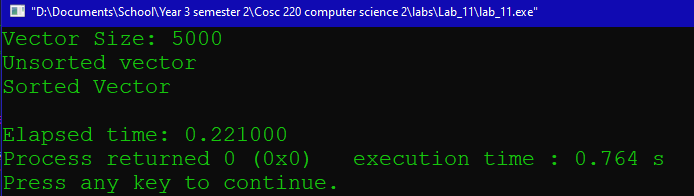 "D:\Documents\School\Year 3 semester 2\Cosc 220 computer science 2\labs\Lab_11\lab_11.exe"
Vector Size: 5000
Unsorted vector
Sorted Vector
Elapsed time: 0.221000
Process returned 0 (0x0)   execution time : 0.764 s
Press any key to continue.